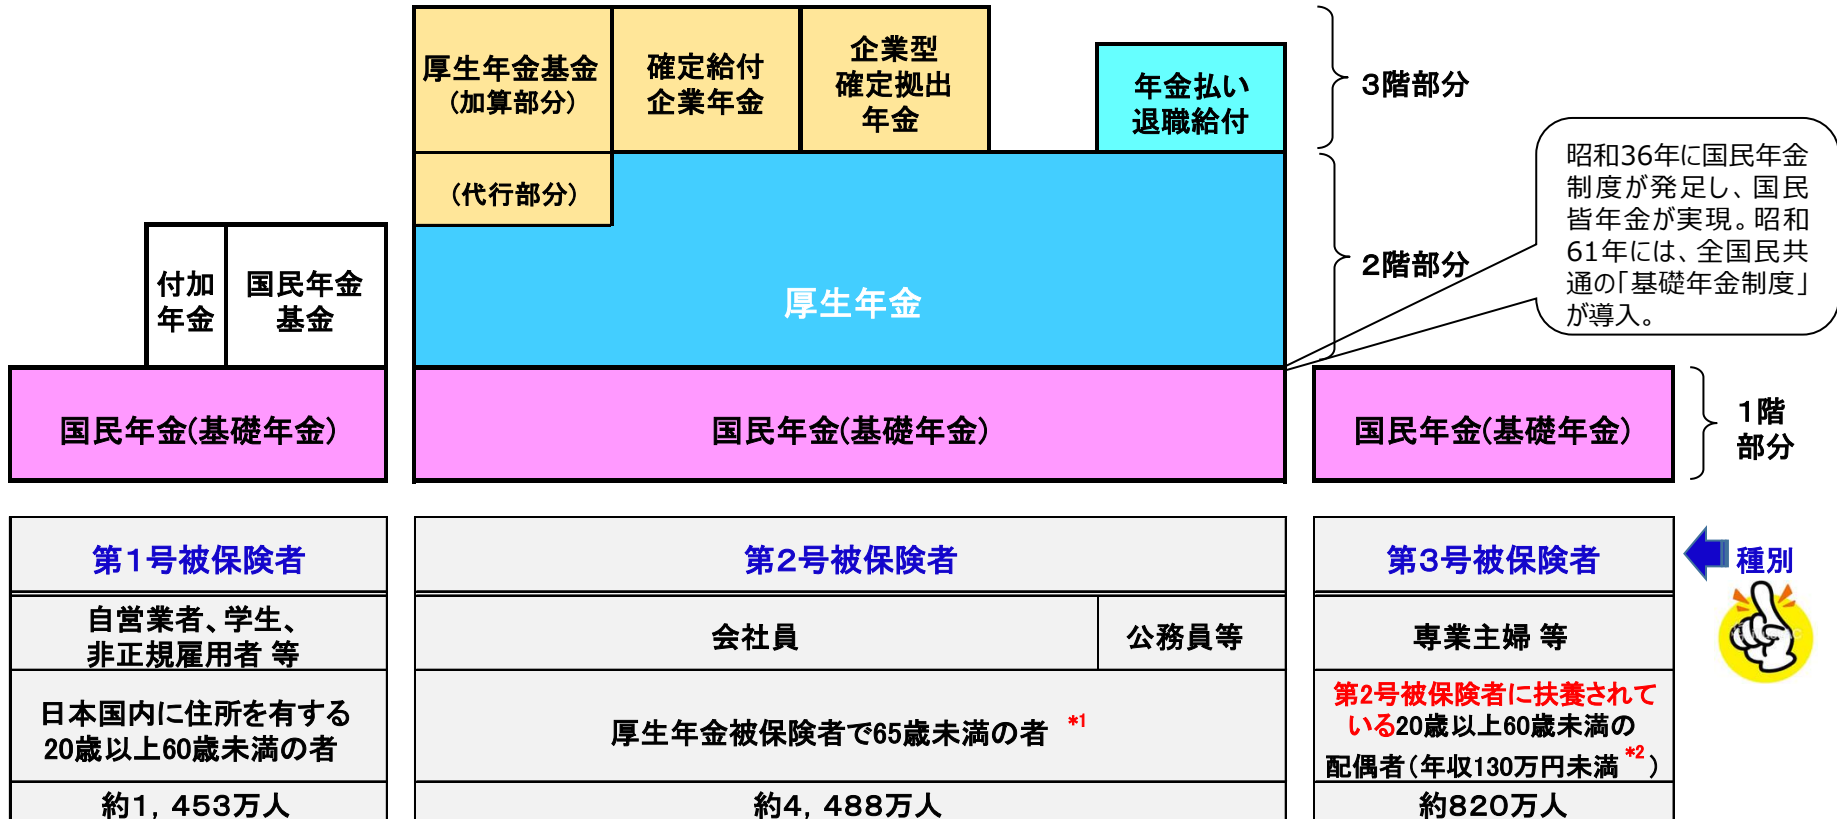 厚生年金基金
(加算部分)
確定給付
企業年金
企業型
確定拠出
年金
年金払い
退職給付
3階部分
(代行部分)
昭和36年に国民年金
制度が発足し、国民
皆年金が実現。昭和
61年には、全国民共
通の「基礎年金制度」
が導入。
付加
年金
国民年金
基金
厚生年金
2階部分
国民年金(基礎年金)
国民年金(基礎年金)
国民年金(基礎年金)
1階
部分
第1号被保険者
第2号被保険者
第3号被保険者
種別
自営業者、学生、
非正規雇用者 等
会社員
公務員等
専業主婦 等
日本国内に住所を有する
20歳以上60歳未満の者
厚生年金被保険者で65歳未満の者 *1
第2号被保険者に扶養されて
いる20歳以上60歳未満の
配偶者(年収130万円未満*2)
約1,453万人
約4,488万人
約820万人